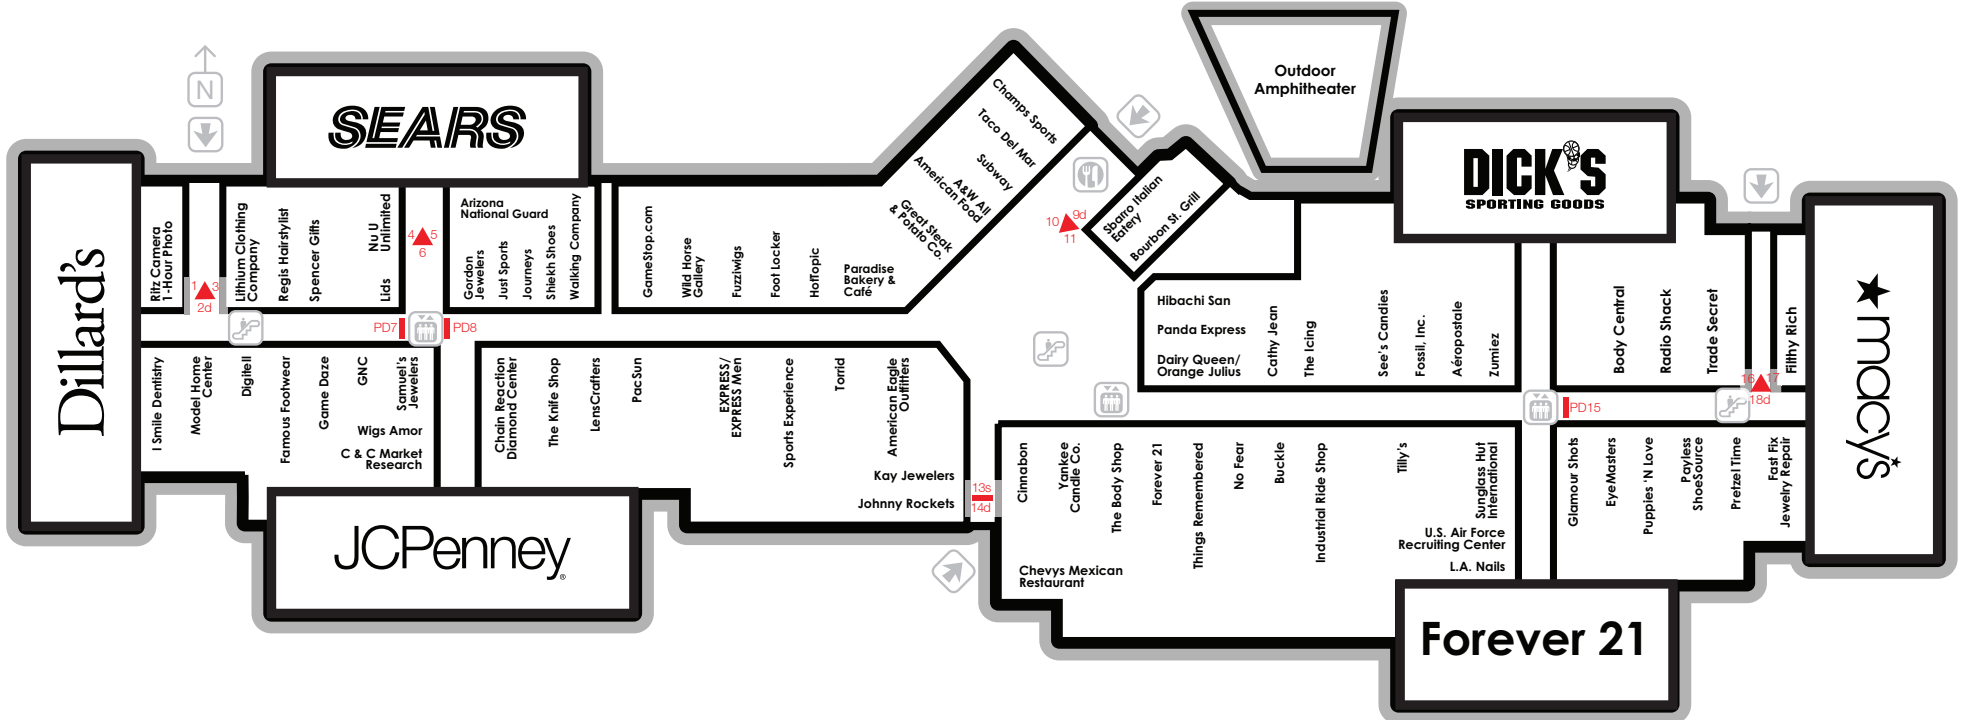 N
SEARS
Outdoor
Amphitheater
DICK'S
SPORTING GOODS
Dillard's
macy's
Ritz Camera
1-Hour Photo
1
3
2d
Lithium Clothing
Company
Regis Hairstylist
Spencer Gifts
Nu U
Unlimited
Lids
4
5
6
PD7
PD8
Arizona
National Guard
Gordon
Jewelers
Just Sports
Journeys
Shiekh Shoes
Walking Company
GameStop.com
Wild Horse
Gallery
Fuzziwigs
Foot Locker
HotTopic
Paradise
Bakery &
Café
Great Steak
& Potato Co.
A&W All
American Food
Subway
Taco Del Mar
Champs Sports
10
9d
11
Sbarro Italian
Eatery
Bourbon St. Grill
Hibachi San
Panda Express
Dairy Queen/
Orange Julius
Cathy Jean
The Icing
See's Candies
Fossil, Inc.
Aéropostale
Zumiez
Body Central
Radio Shack
Trade Secret
Filthy Rich
16
17
18d
PD15
I Smile Dentistry
Model Home
Center
Digitell
Famous Footwear
Game Daze
GNC
Samuel's
Jewelers
Wigs Amor
C & C Market
Research
Chain Reaction
Diamond Center
The Knife Shop
LensCrafters
PacSun
EXPRESS/
EXPRESS Men
Sports Experience
Torrid
American Eagle
Outfitters
Kay Jewelers
Johnny Rockets
13s
14d
Cinnabon
Yankee
Candle Co.
The Body Shop
Forever 21
Things Remembered
No Fear
Buckle
Industrial Ride Shop
Tilly's
Sunglass Hut
International
U.S. Air Force
Recruiting Center
L.A. Nails
Chevys Mexican
Restaurant
Glamour Shots
EyeMasters
Puppies 'N Love
Payless
ShoeSource
Pretzel Time
Fast Fix
Jewelry Repair
JCPenney®
Forever 21